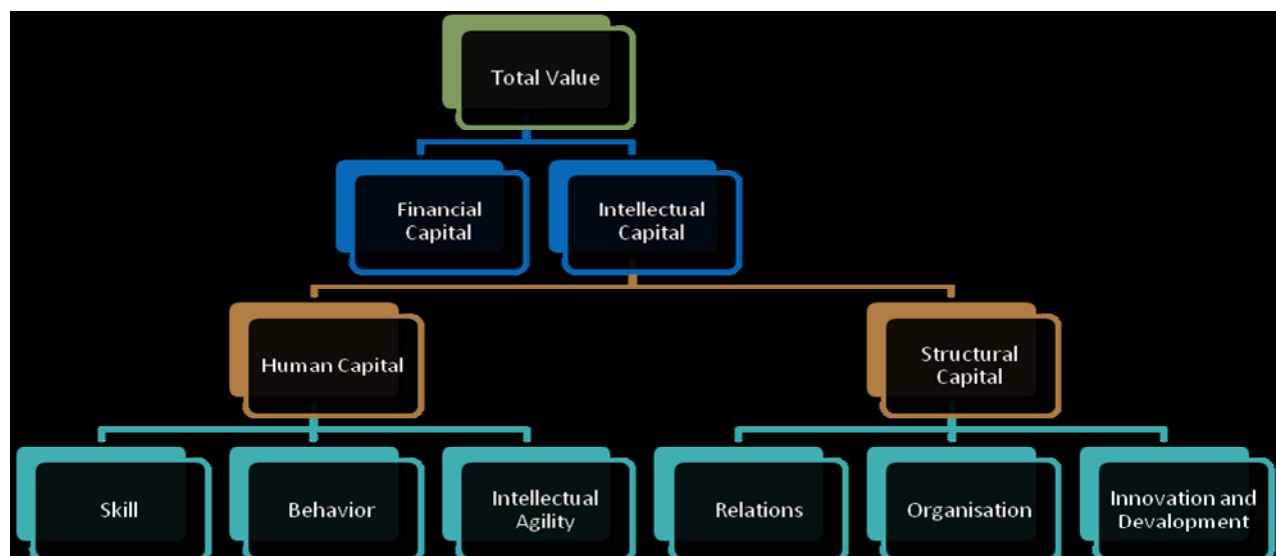 Total Value
Financial
Capital
Intellectual
Capital
Human Capital
Structural
Capital
Skill
Behavior
Intellectual
Agility
Relations
Organisation
Innovation and
Devalopment